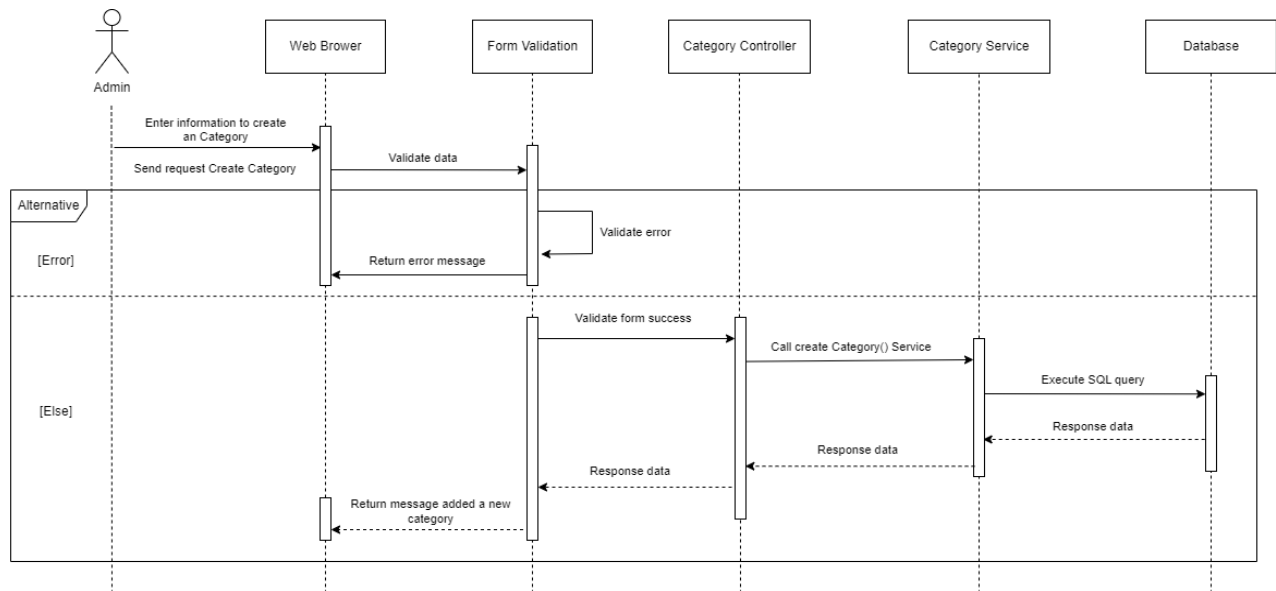 Web Brower
Form Validation
Category Controller
Category Service
Database
Admin
Enter information to create
an Category
Send request Create Category
Validate data
Alternative
[Error]
Validate error
Return error message
[Else]
Validate form success
Call create Category() Service
Execute SQL query
Response data
Response data
Response data
Return message added a new
category